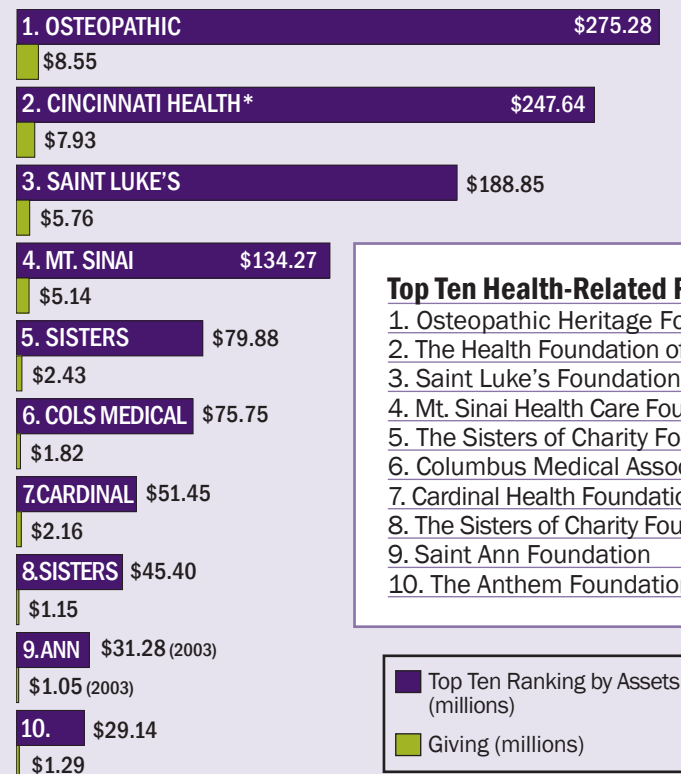 1. OSTEOPATHIC $275.28
$8.55
2. CINCINNATI HEALTH* $247.64
$7.93
3. SAINT LUKE'S $188.85
$5.76
4. MT. SINAI $134.27
$5.14
5. SISTERS $79.88
$2.43
6. COLS MEDICAL $75.75
$1.82
7.CARDINAL $51.45
$2.16
8.SISTERS $45.40
$1.15
9.ANN $31.28 (2003)
$1.05 (2003)
10. $29.14
$1.29
Top Ten Health-Related
1. Osteopathic Heritage
2. The Health Foundation
3. Saint Luke's Foundation
4. Mt. Sinai Health Care
5. The Sisters of Charity
6. Columbus Medical
7. Cardinal Health
8. The Sisters of Charity
9. Saint Ann Foundation
10. The Anthem
Top Ten Ranking by Assets
(millions)
Giving (millions)